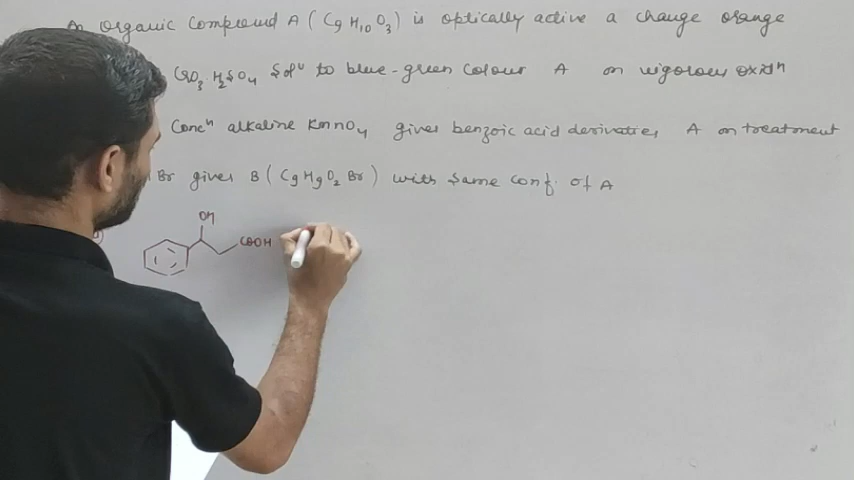 An organic Compound A ( C9 H10 O3 ) is optically active a change orange
CrO3 . H2SO4 Solⁿ to blue-green Colour A on vigorous oxidⁿ
Concⁿ alkaline KmnO4 gives benzoic acid derivaties, A on treatment
Br gives B ( C9 H9 O2 Br ) with Same conf. of A
OH
COOH